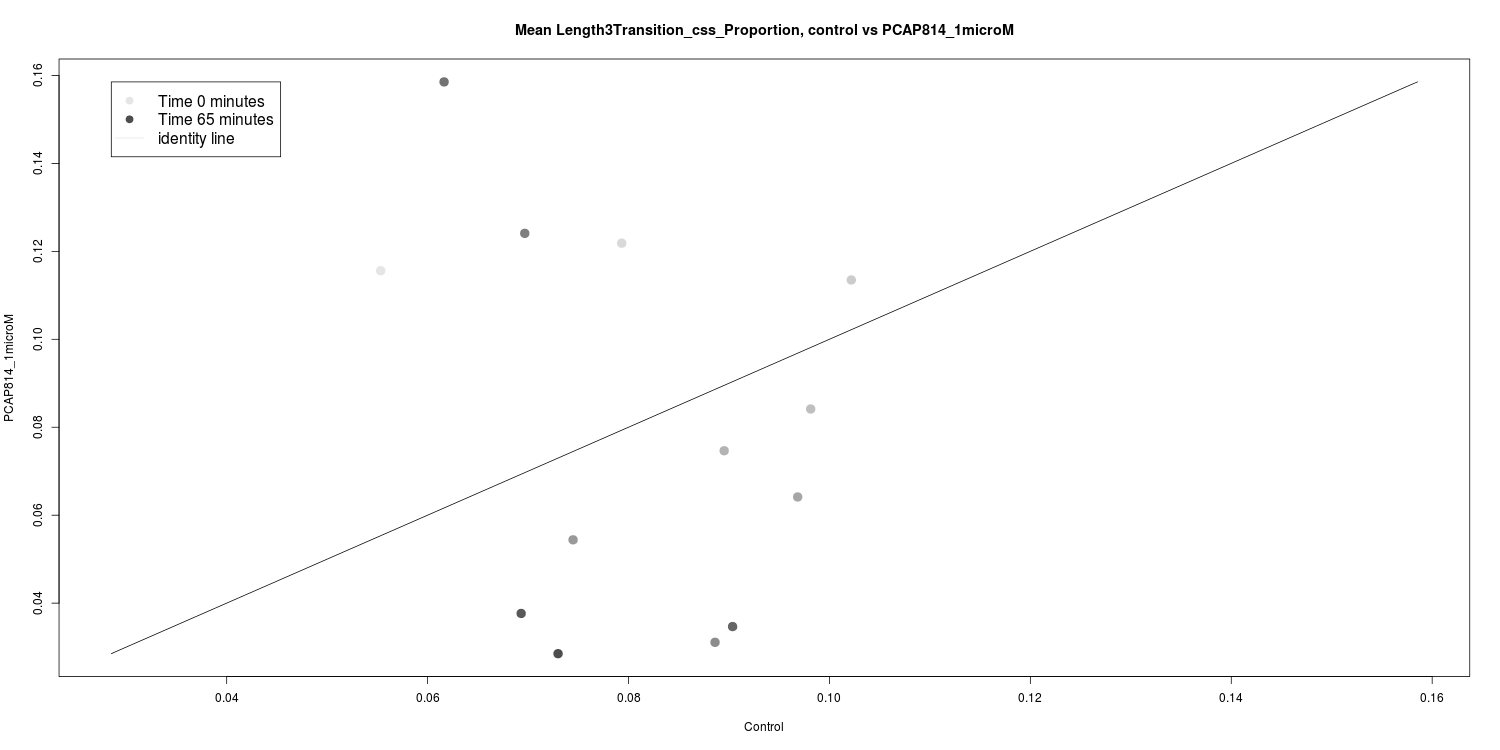 Mean Length3Transition_css_Proportion, control vs PCAP814_1microM
Time 0 minutes
Time 65 minutes
identity line
PCAP814_1microM
0.16
0.14
0.12
0.10
0.08
0.06
0.04
0.04
0.06
0.08
0.10
0.12
0.14
0.16
Control